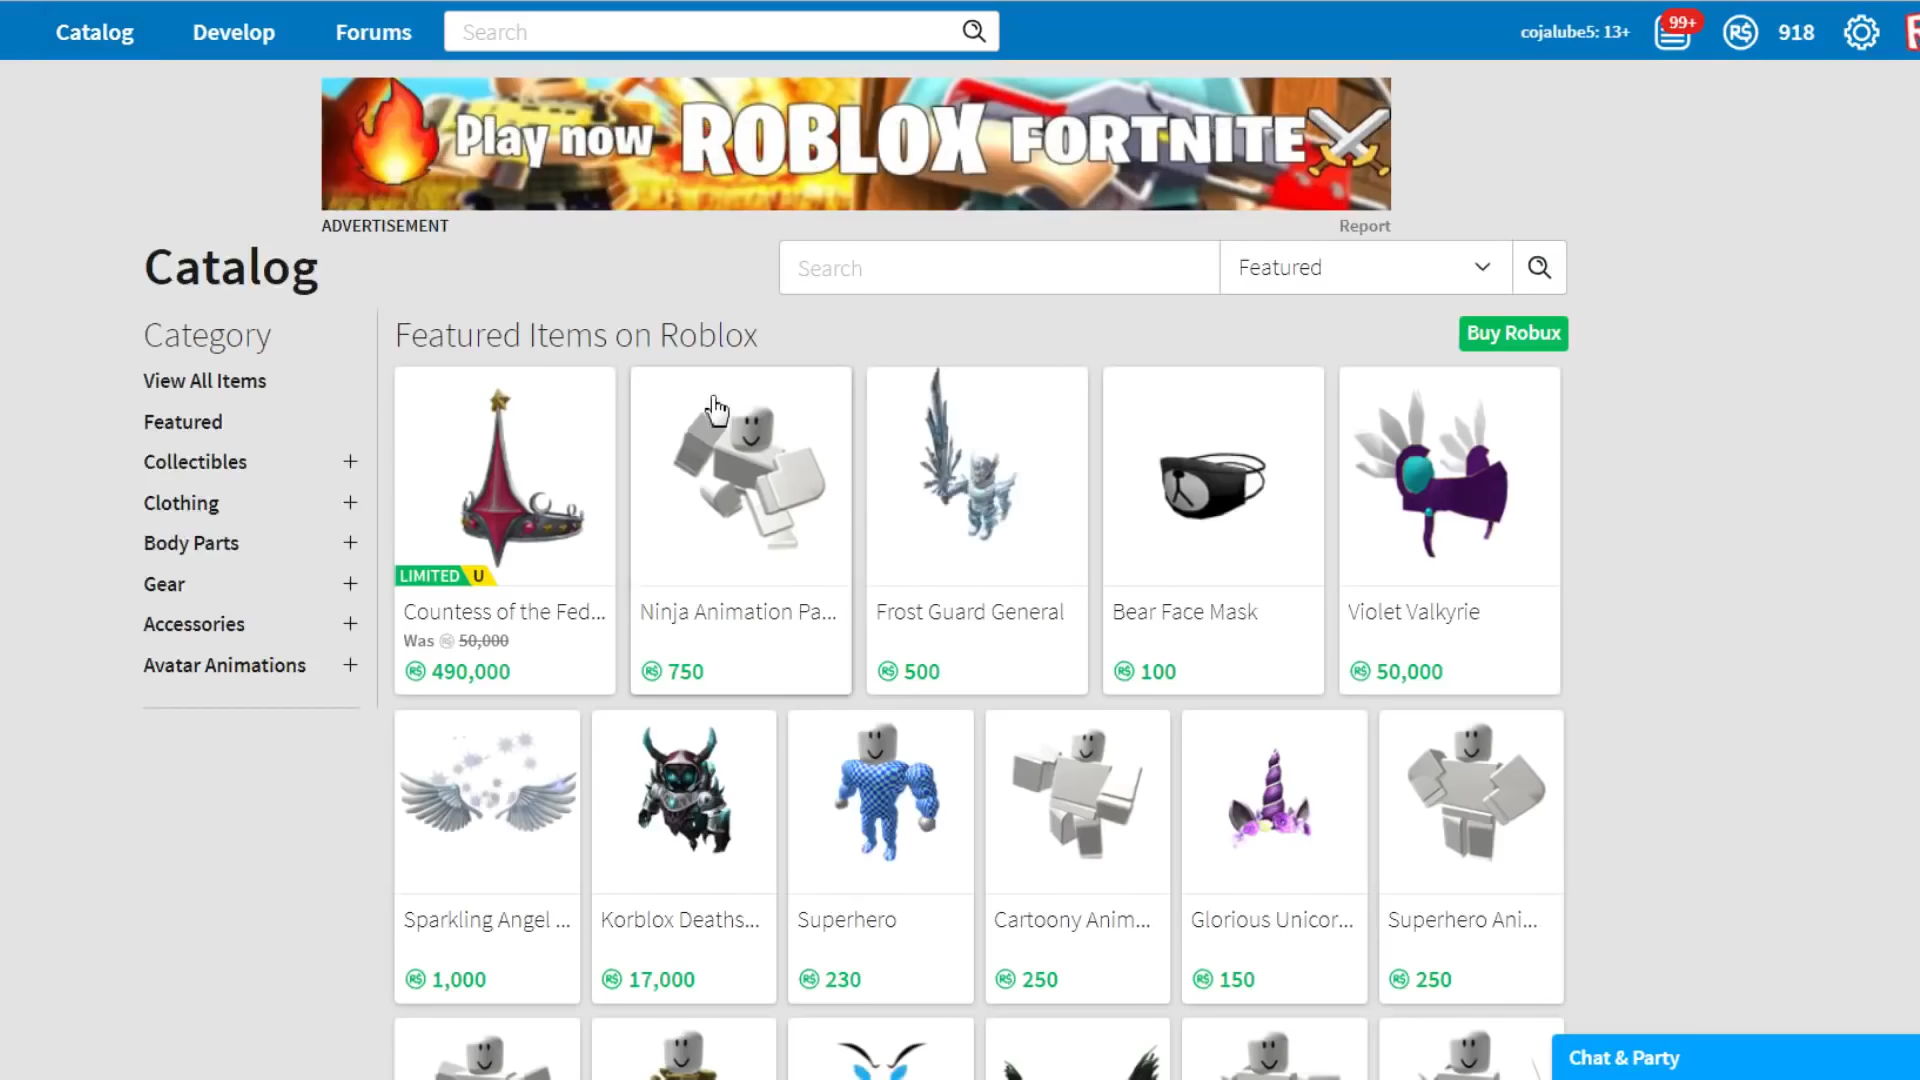 Catalog
Develop
Forums
Search
cojalube5: 13+
99+
R$
918
Play now ROBLOX FORTNITE
ADVERTISEMENT
Report
Catalog
Search
Featured
Category
View All Items
Featured
Collectibles +
Clothing +
Body Parts +
Gear +
Accessories +
Avatar Animations +
Featured Items on Roblox
Buy Robux
LIMITED U
Countess of the Fed...
Was R$ 50,000
R$ 490,000
Ninja Animation Pa...
R$ 750
Frost Guard General
R$ 500
Bear Face Mask
R$ 100
Violet Valkyrie
R$ 50,000
Sparkling Angel ...
R$ 1,000
Korblox Deaths...
R$ 17,000
Superhero
R$ 230
Cartoony Anim...
R$ 250
Glorious Unicor...
R$ 150
Superhero Ani...
R$ 250
Chat & Party